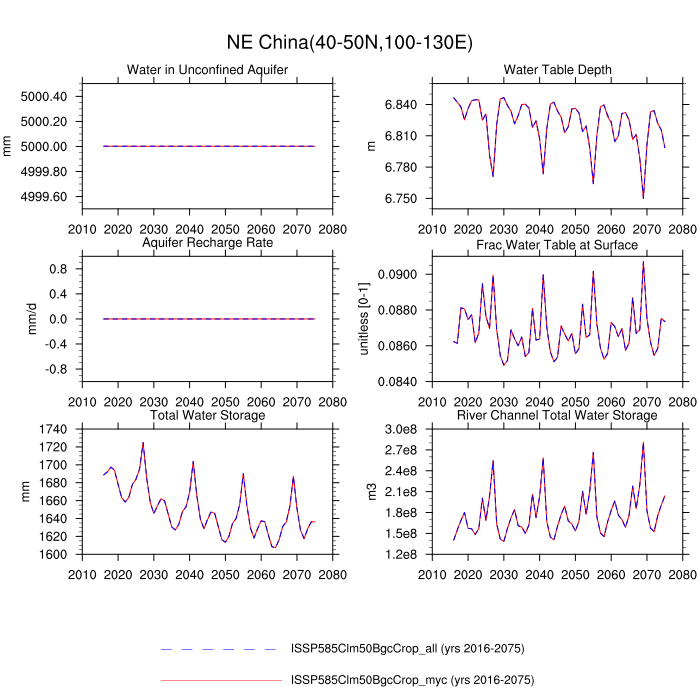 NE China(40-50N,100-130E)
Water in Unconfined Aquifer
Water Table Depth
5000.40
5000.20
5000.00
4999.80
4999.60
mm
2010 2020 2030 2040 2050 2060 2070 2080
6.840
6.810
6.780
6.750
m
2010 2020 2030 2040 2050 2060 2070 2080
Aquifer Recharge Rate
Frac Water Table at Surface
0.8
0.4
0.0
-0.4
-0.8
mm/d
2010 2020 2030 2040 2050 2060 2070 2080
0.0900
0.0880
0.0860
0.0840
unitless [0-1]
2010 2020 2030 2040 2050 2060 2070 2080
Total Water Storage
River Channel Total Water Storage
1740
1720
1700
1680
1660
1640
1620
1600
mm
2010 2020 2030 2040 2050 2060 2070 2080
3.0e8
2.7e8
2.4e8
2.1e8
1.8e8
1.5e8
1.2e8
m3
2010 2020 2030 2040 2050 2060 2070 2080
ISSP585Clm50BgcCrop_all (yrs 2016-2075)
ISSP585Clm50BgcCrop_myc (yrs 2016-2075)